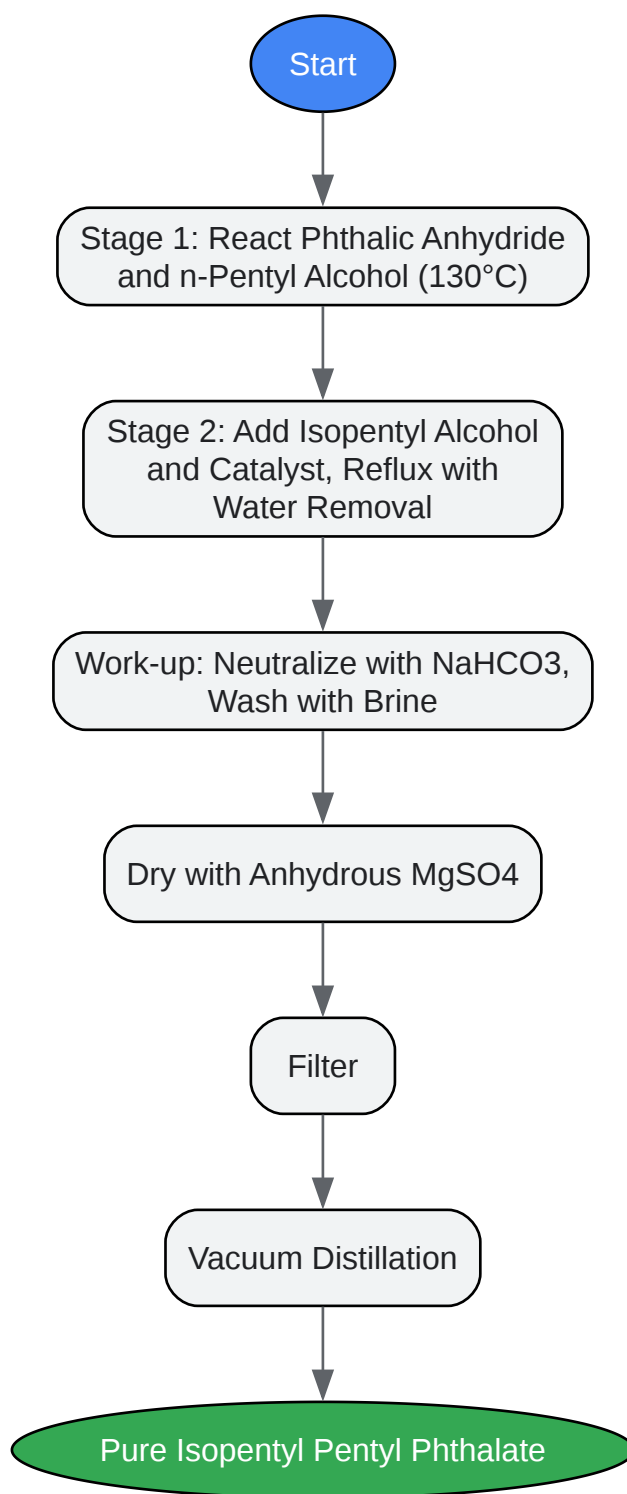 Start
Stage 1: React Phthalic Anhydride
and n-Pentyl Alcohol (130°C)
Stage 2: Add Isopentyl Alcohol
and Catalyst, Reflux with
Water Removal
Work-up: Neutralize with NaHCO3,
Wash with Brine
Dry with Anhydrous MgSO4
Filter
Vacuum Distillation
Pure Isopentyl Pentyl Phthalate